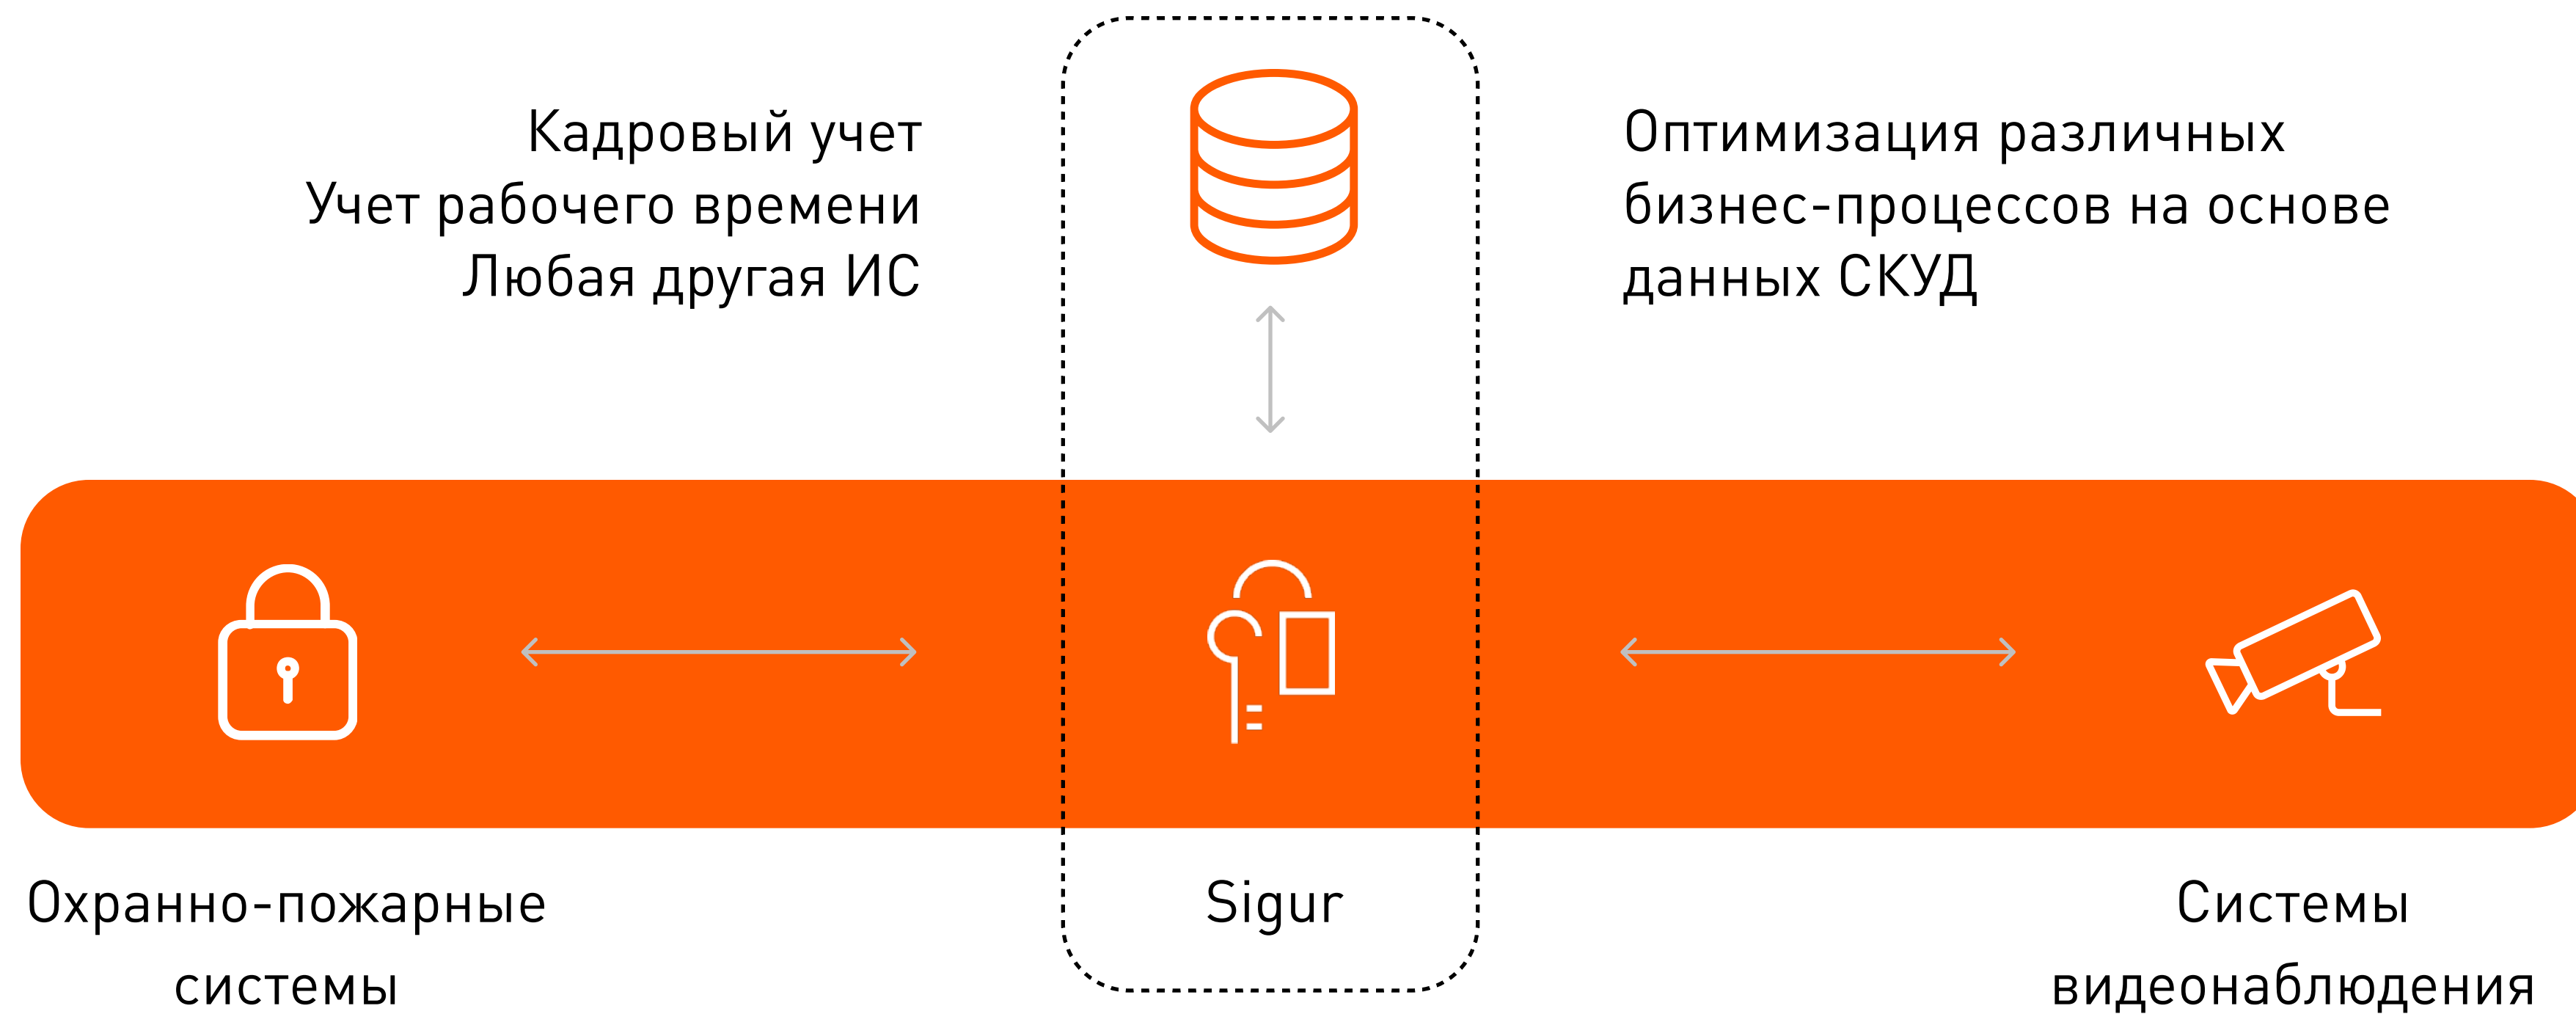 Кадровый учет
Учет рабочего времени
Любая другая ИС
Оптимизация различных
бизнес-процессов на основе
данных СКУД
Охранно-пожарные
системы
Sigur
Системы
видеонаблюдения